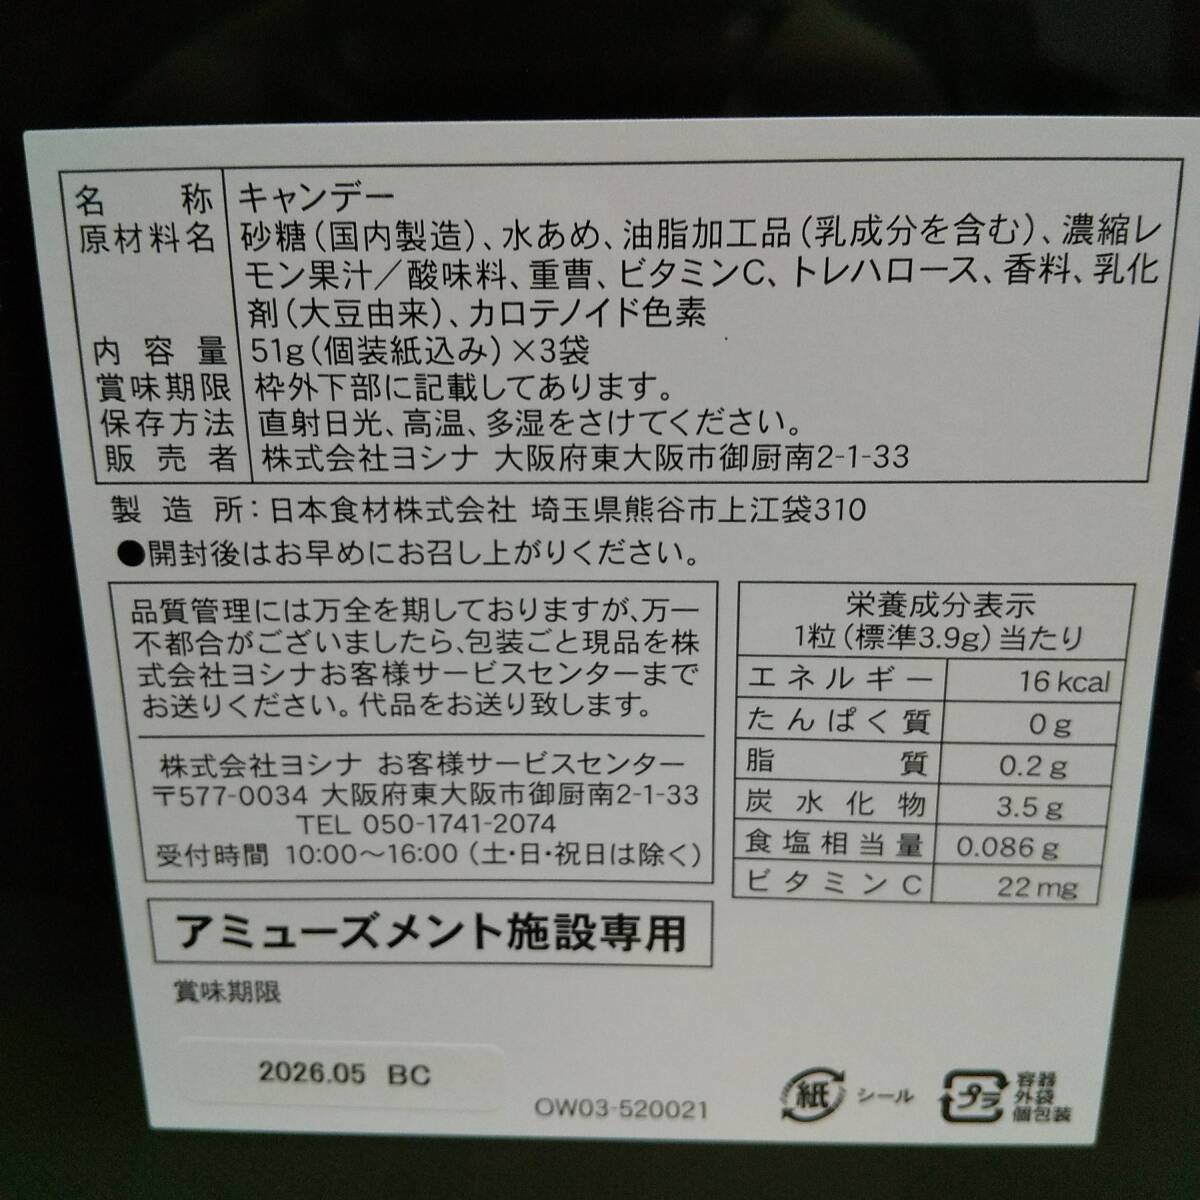 名称 キャンデー
原材料名 砂糖(国内製造)、水あめ、油脂加工品(乳成分を含む)、濃縮レ
モン果汁/酸味料、重曹、ビタミンC、トレハロース、香料、乳化
剤(大豆由来)、カロテノイド色素
内容量 51g(個装紙込み)×3袋
賞味期限 枠外下部に記載してあります。
保存方法 直射日光、高温、多湿をさけてください。
販売者 株式会社ヨシナ 大阪府東大阪市御厨南2-1-33
製造所:日本食材株式会社 埼玉県熊谷市上江袋310
●開封後はお早めにお召し上がりください。
品質管理には万全を期しておりますが、万一
不都合がございましたら、包装ごと現品を株
式会社ヨシナお客様サービスセンターまで
お送りください。代品をお送り致します。
株式会社ヨシナ お客様サービスセンター
〒577-0034 大阪府東大阪市御厨南2-1-33
TEL 050-1741-2074
受付時間 10:00〜16:00(土・日・祝日は除く)
栄養成分表示
1粒(標準3.9g)当たり
エネルギー 16kcal
たんぱく質 0g
脂質 0.2g
炭水化物 3.5g
食塩相当量 0.086g
ビタミンC 22mg
アミューズメント施設専用
賞味期限
2026.05 BC
OW03-520021
紙 シール
プラ 容器
外袋
個包装